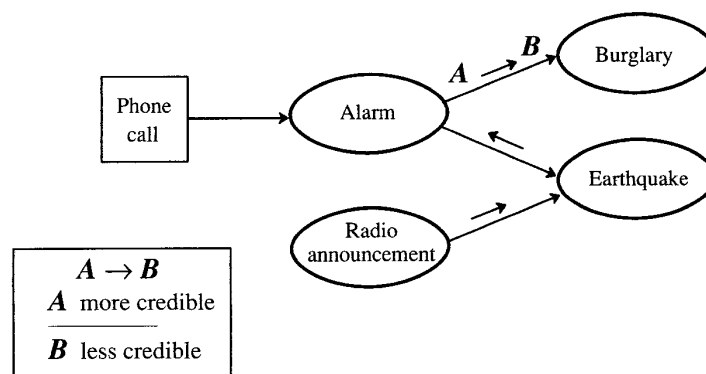 Phone
call
Alarm
A
B
Burglary
Earthquake
Radio
announcement
A → B
A more credible
B less credible